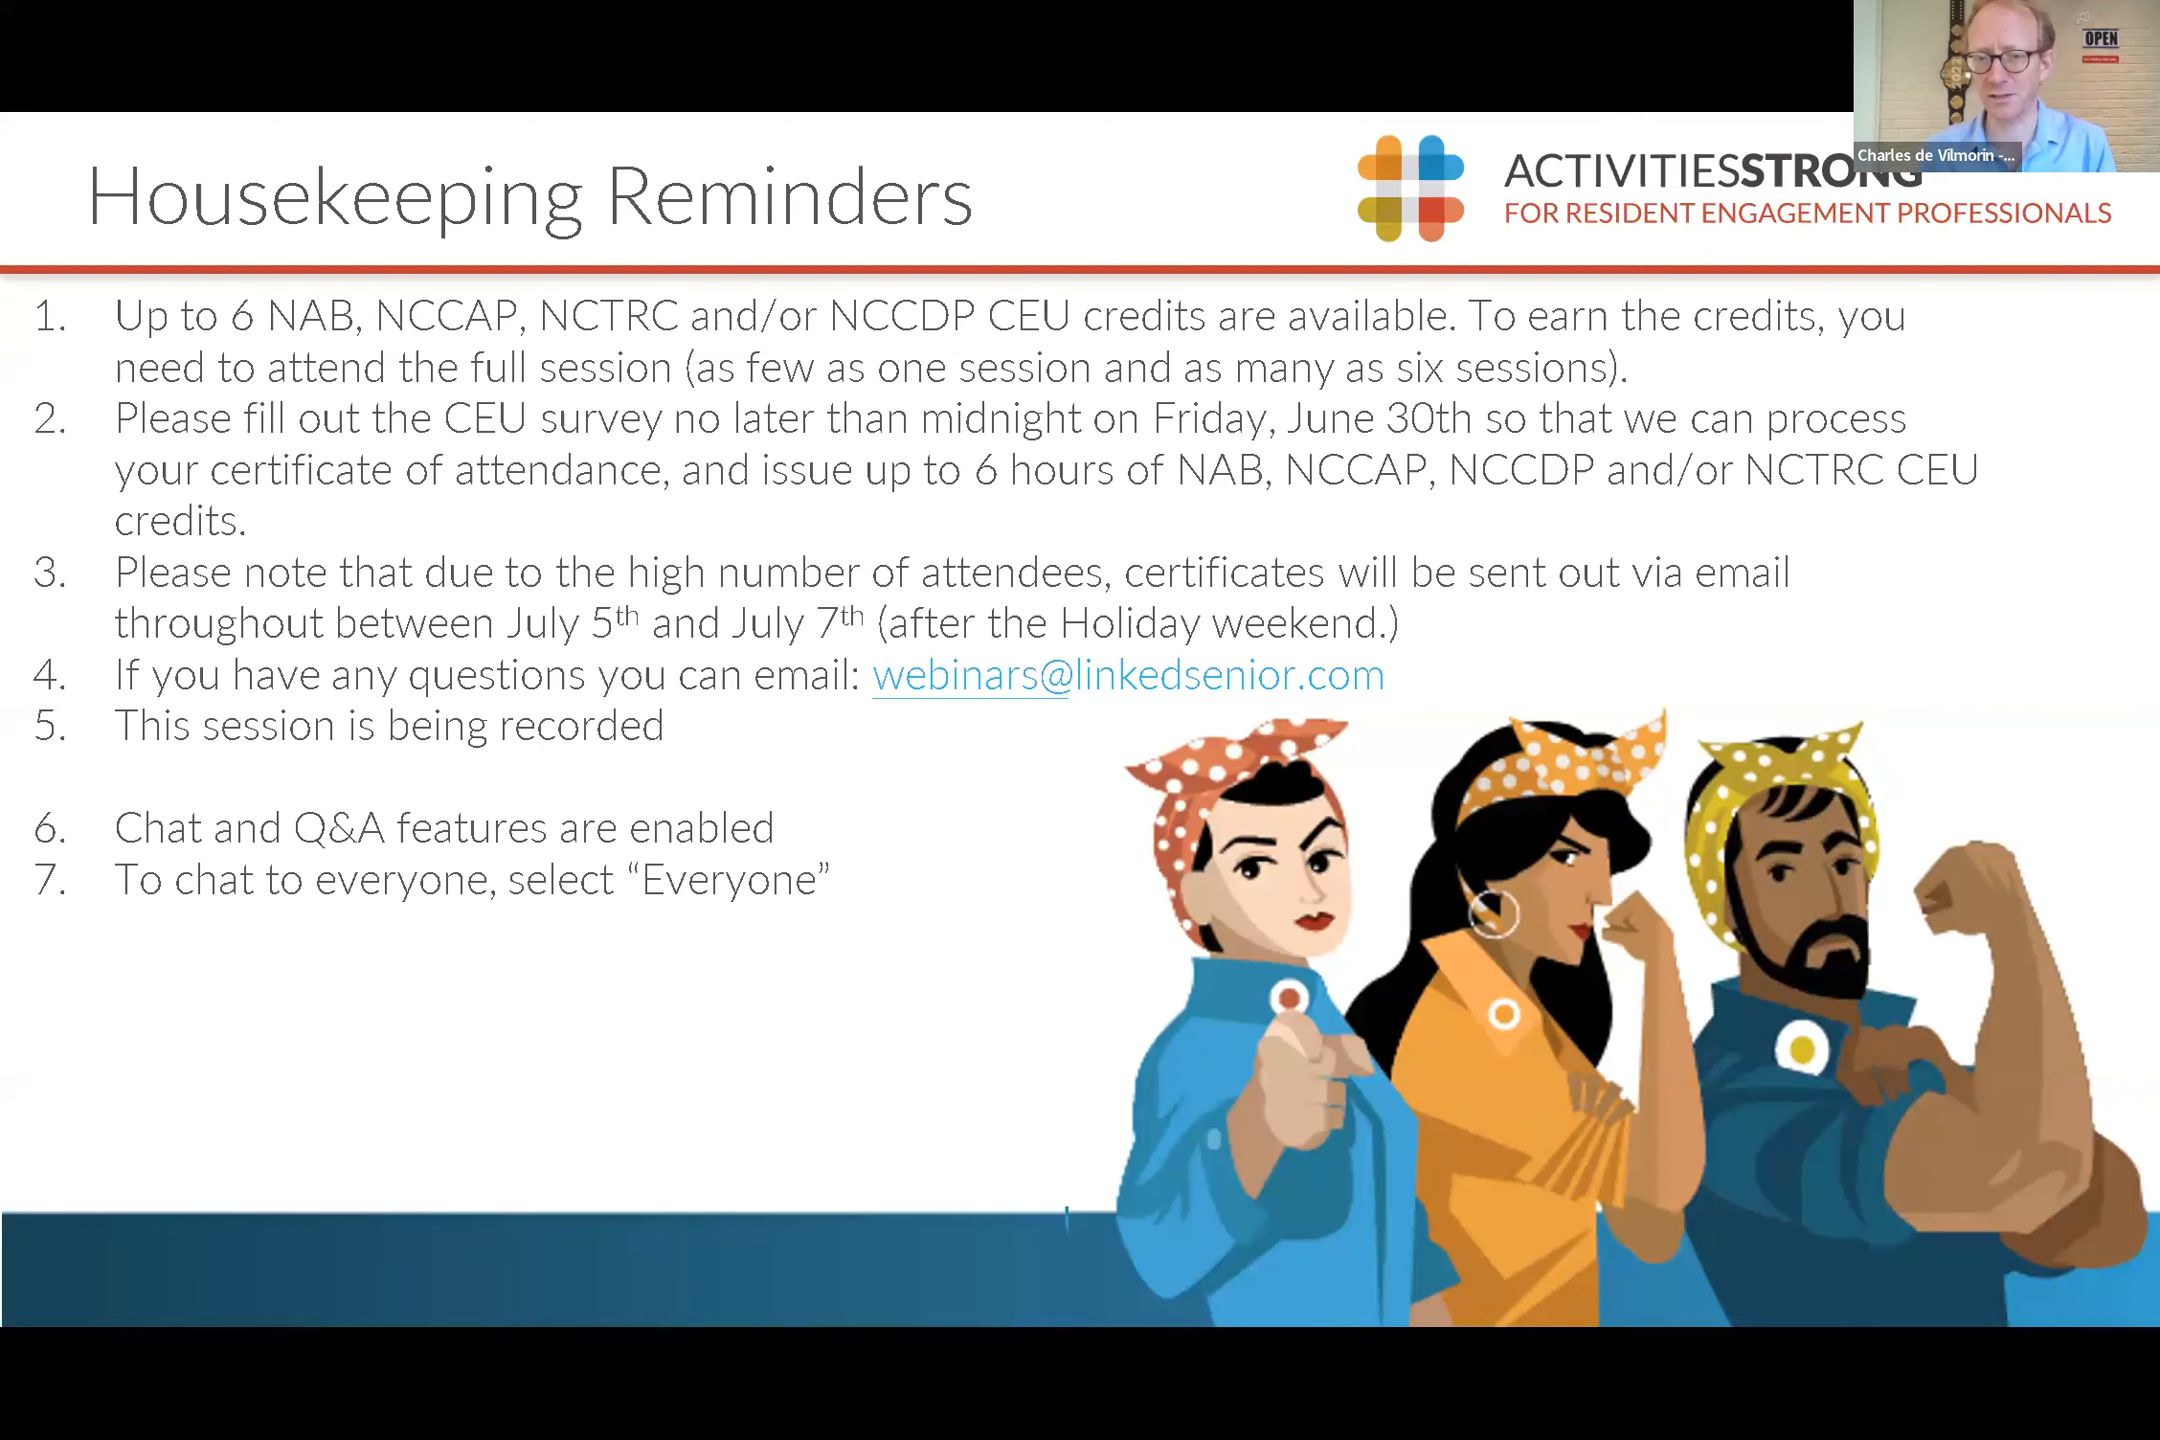 OPEN
Charles de Vilmorin -...
Housekeeping Reminders
ACTIVITIESSTRONG
FOR RESIDENT ENGAGEMENT PROFESSIONALS
1. Up to 6 NAB, NCCAP, NCTRC and/or NCCDP CEU credits are available. To earn the credits, you
need to attend the full session (as few as one session and as many as six sessions).
2. Please fill out the CEU survey no later than midnight on Friday, June 30th so that we can process
your certificate of attendance, and issue up to 6 hours of NAB, NCCAP, NCCDP and/or NCTRC CEU
credits.
3. Please note that due to the high number of attendees, certificates will be sent out via email
throughout between July 5th and July 7th (after the Holiday weekend.)
4. If you have any questions you can email: webinars@linkedsenior.com
5. This session is being recorded
6. Chat and Q&A features are enabled
7. To chat to everyone, select “Everyone”